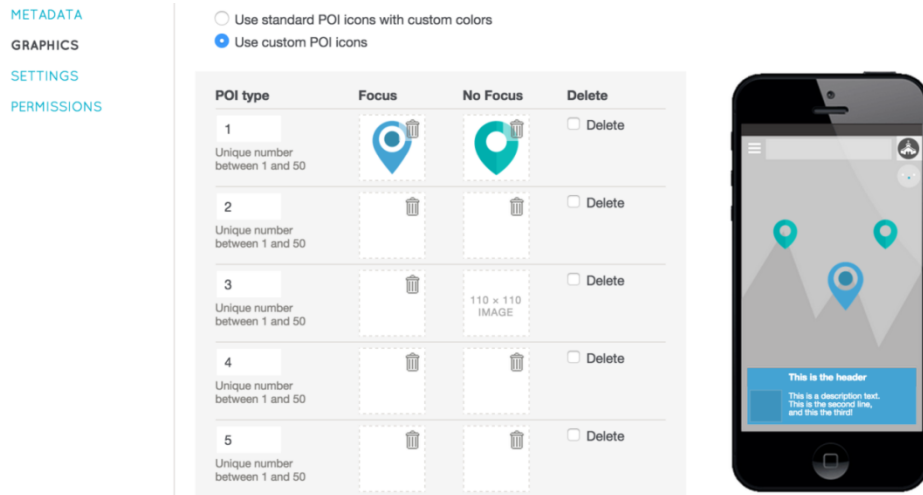 METADATA
GRAPHICS
SETTINGS
PERMISSIONS
Use standard POI icons with custom colors
Use custom POI icons
POI type Focus No Focus Delete
1 Delete
Unique number
between 1 and 50
2 Delete
Unique number
between 1 and 50
3 Delete
Unique number
between 1 and 50
110 × 110
IMAGE
4 Delete
Unique number
between 1 and 50
5 Delete
Unique number
between 1 and 50
This is the header
This is a description text.
This is the second line,
and this the third!